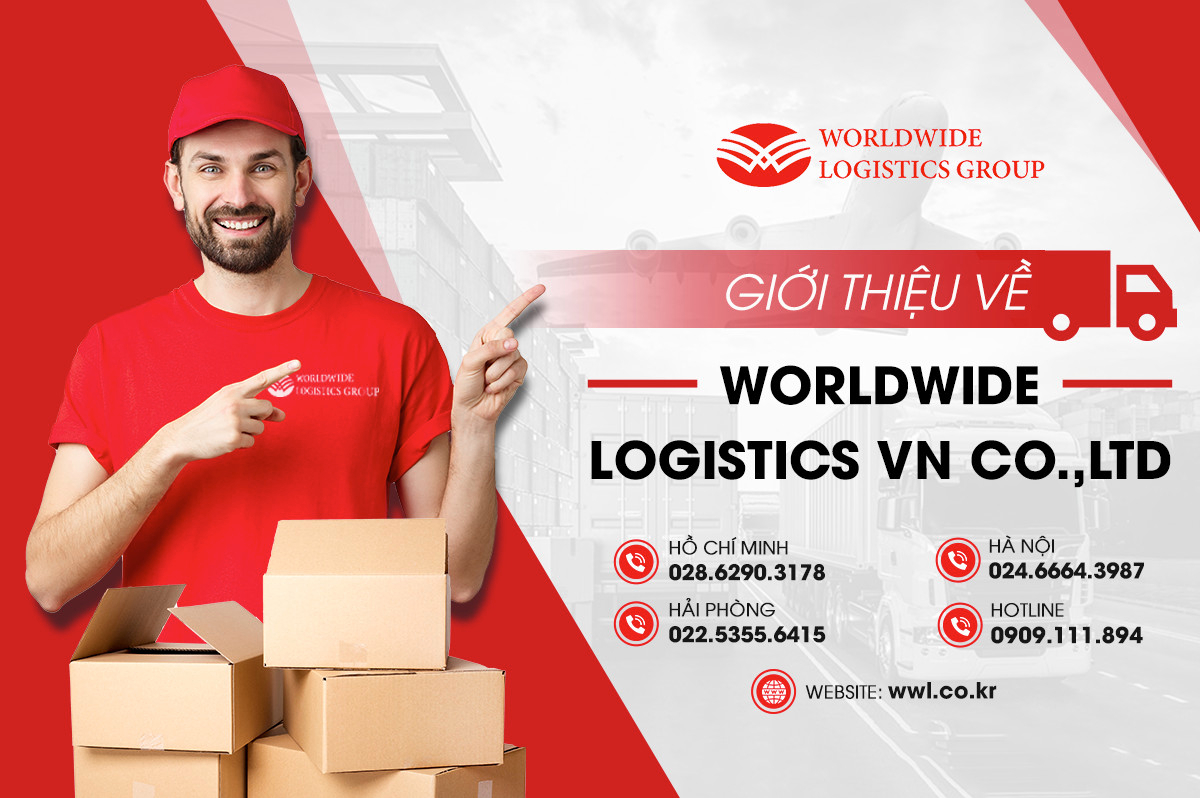 WORLDWIDE
LOGISTICS GROUP
GIỚI THIỆU VỀ
WORLDWIDE
LOGISTICS VN CO.,LTD
WORLDWIDE
LOGISTICS GROUP
HỒ CHÍ MINH
028.6290.3178
HÀ NỘI
024.6664.3987
HẢI PHÒNG
022.5355.6415
HOTLINE
0909.111.894
WWW
WEBSITE: wwl.co.kr